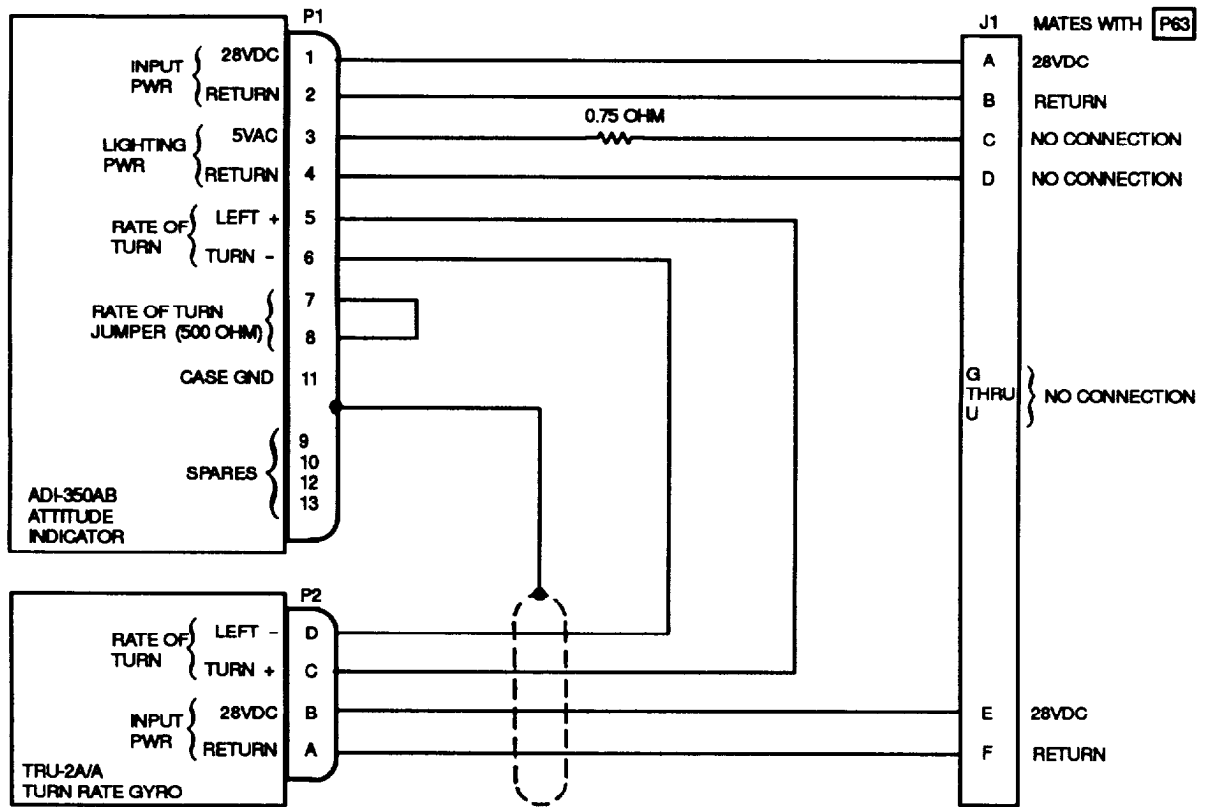 P1
J1 MATES WITH P63
INPUT PWR
28VDC 1
RETURN 2
LIGHTING PWR
5VAC 3
RETURN 4
0.75 OHM
RATE OF TURN
LEFT + 5
TURN - 6
RATE OF TURN
JUMPER (500 OHM)
7
8
CASE GND 11
SPARES
9
10
12
13
ADI-350AB
ATTITUDE
INDICATOR
A 28VDC
B RETURN
C NO CONNECTION
D NO CONNECTION
G
THRU
U
NO CONNECTION
E 28VDC
F RETURN
P2
RATE OF
TURN
LEFT - D
TURN + C
INPUT
PWR
28VDC B
RETURN A
TRU-2A/A
TURN RATE GYRO